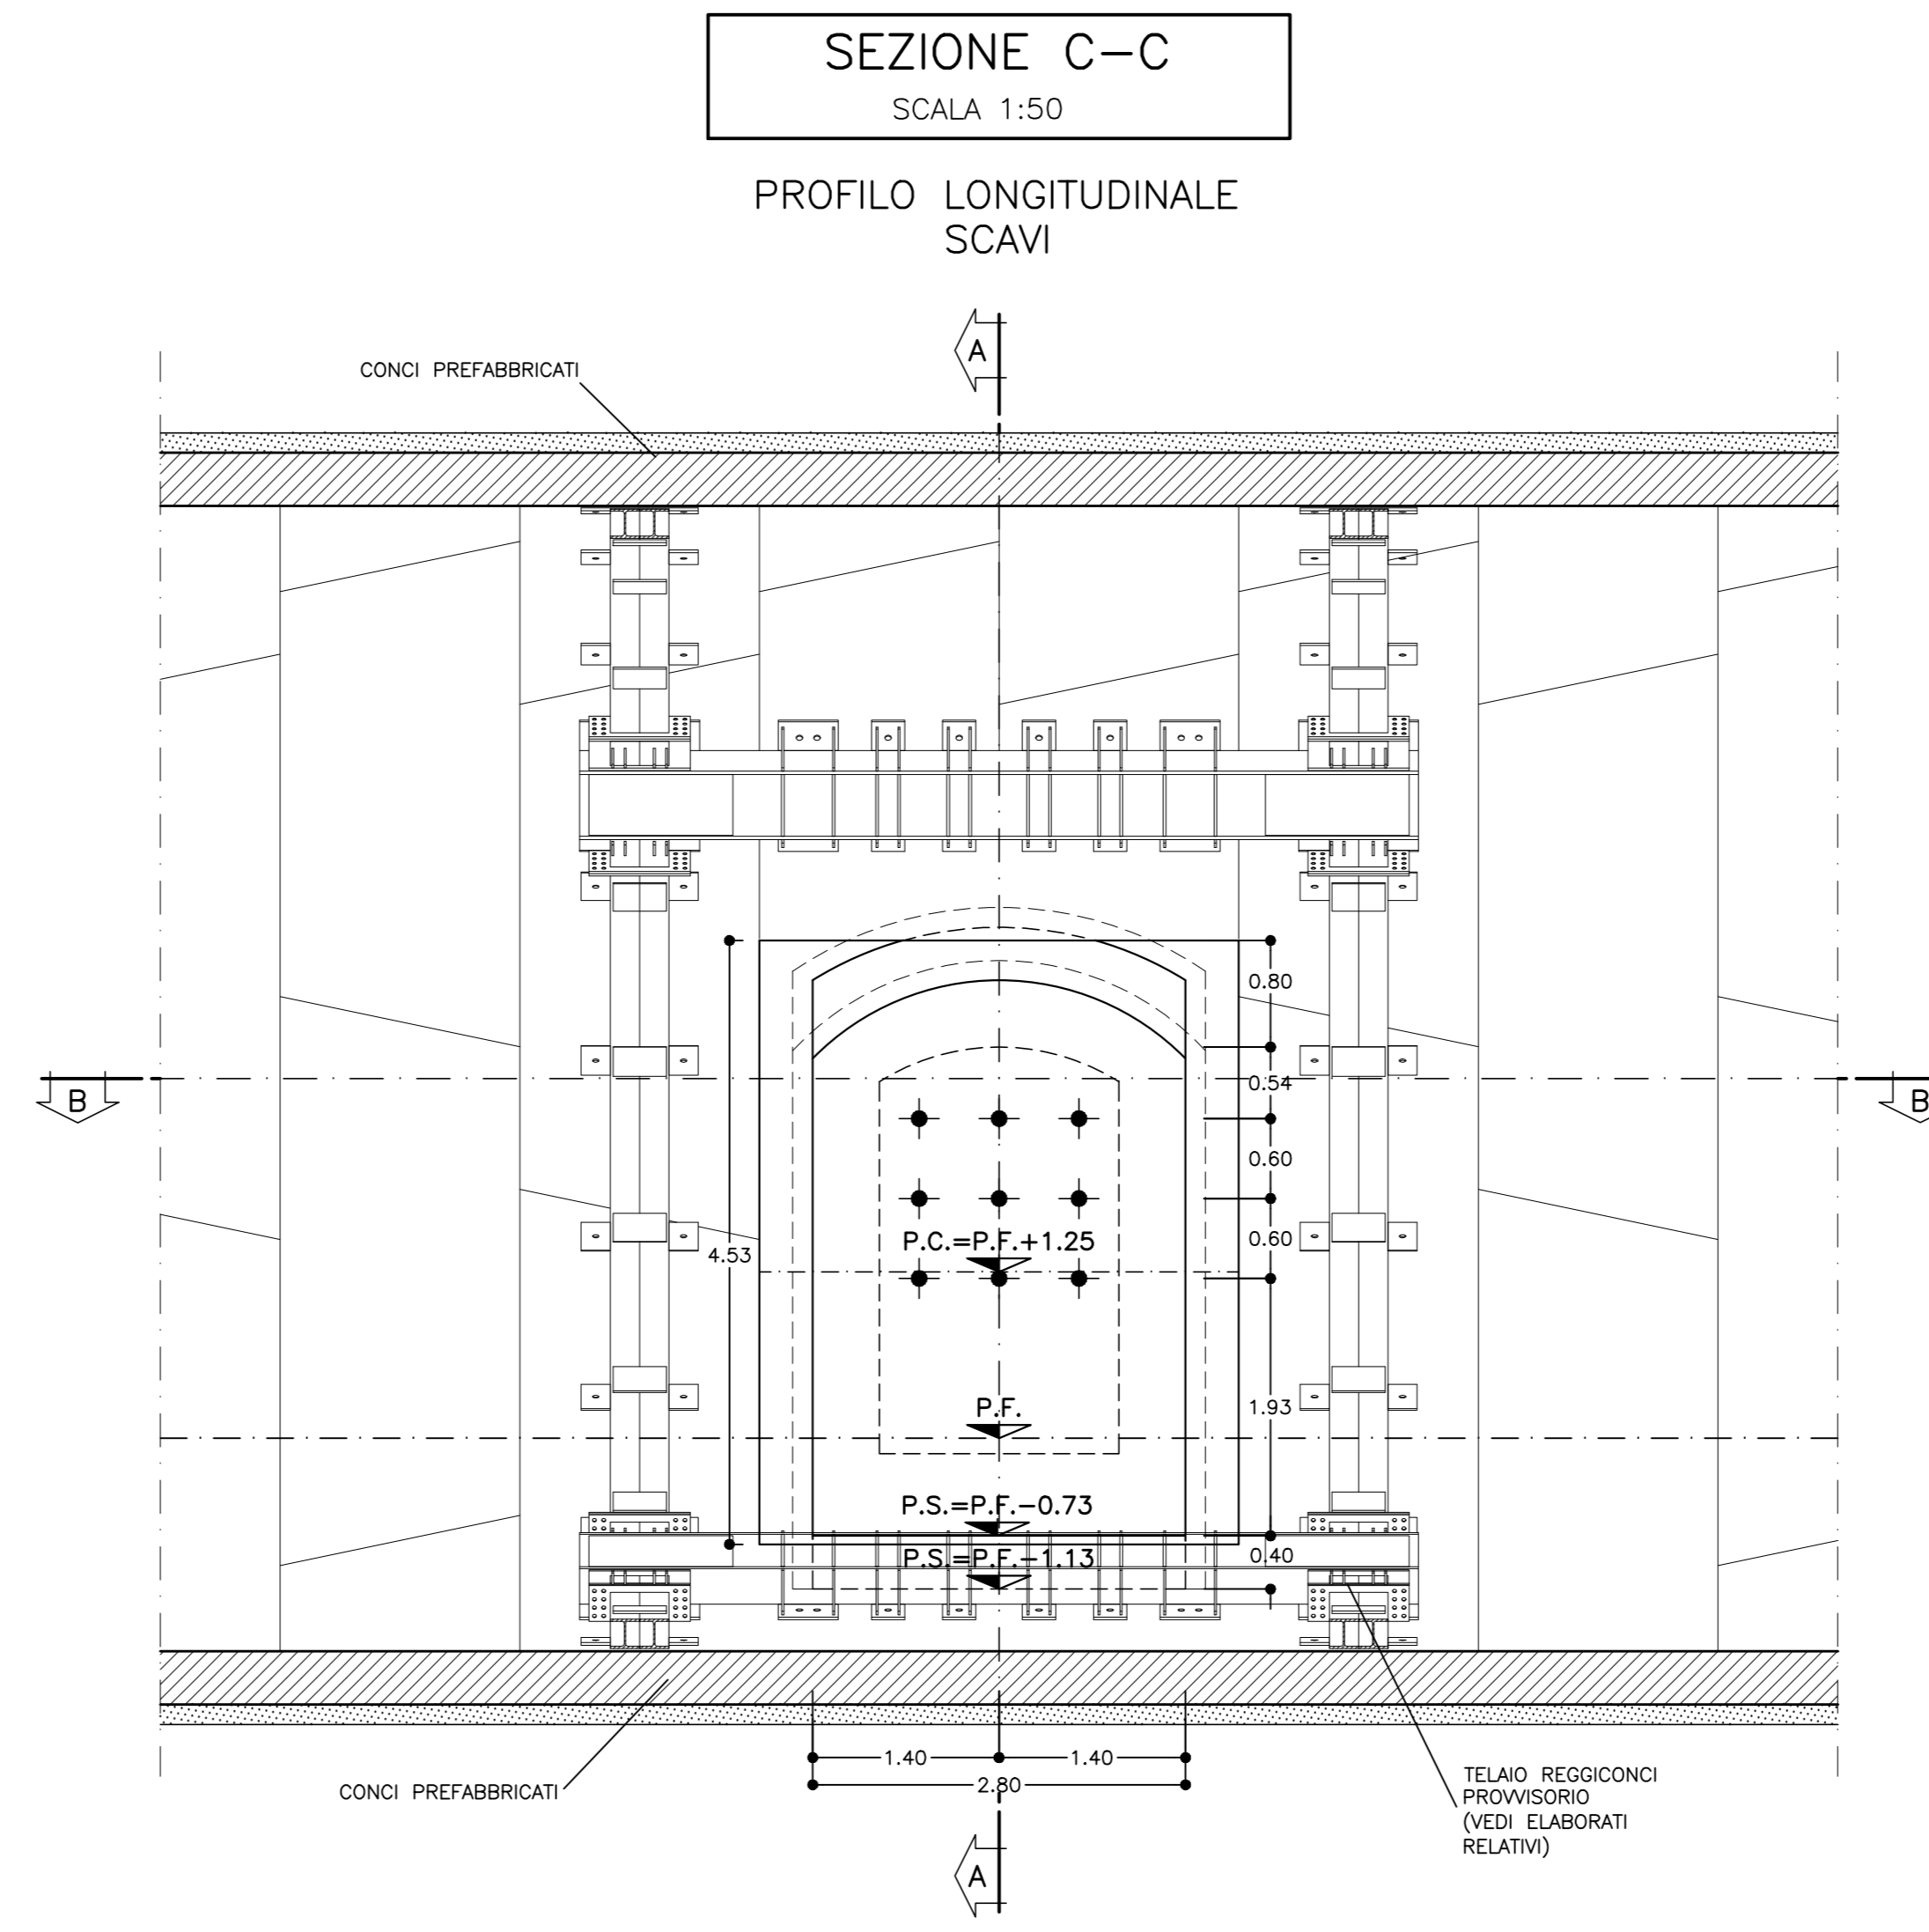 SEZIONE C-C
SCALA 1:50
PROFILO LONGITUDINALE
SCAVI
A
CONCI PREFABBRICATI
0.80
0.54
B
B
0.60
0.60
P.C.=P.F.+1.25
4.53
P.F.
1.93
P.S.=P.F.-0.73
0.40
P.S.=P.F.-1.13
1.40
1.40
2.80
CONCI PREFABBRICATI
TELAIO REGGICONCI
PROVVISORIO
(VEDI ELABORATI
RELATIVI)
A